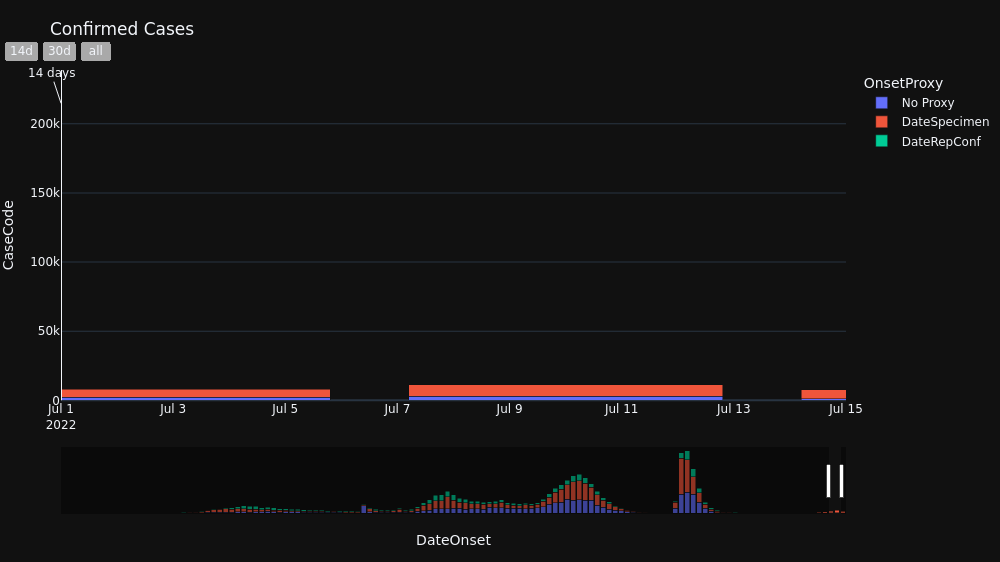 Confirmed Cases
14d 30d all
14 days
OnsetProxy
No Proxy
DateSpecimen
DateRepConf
200k
150k
100k
50k
0
CaseCode
Jul 1 Jul 3 Jul 5 Jul 7 Jul 9 Jul 11 Jul 13 Jul 15
2022
DateOnset